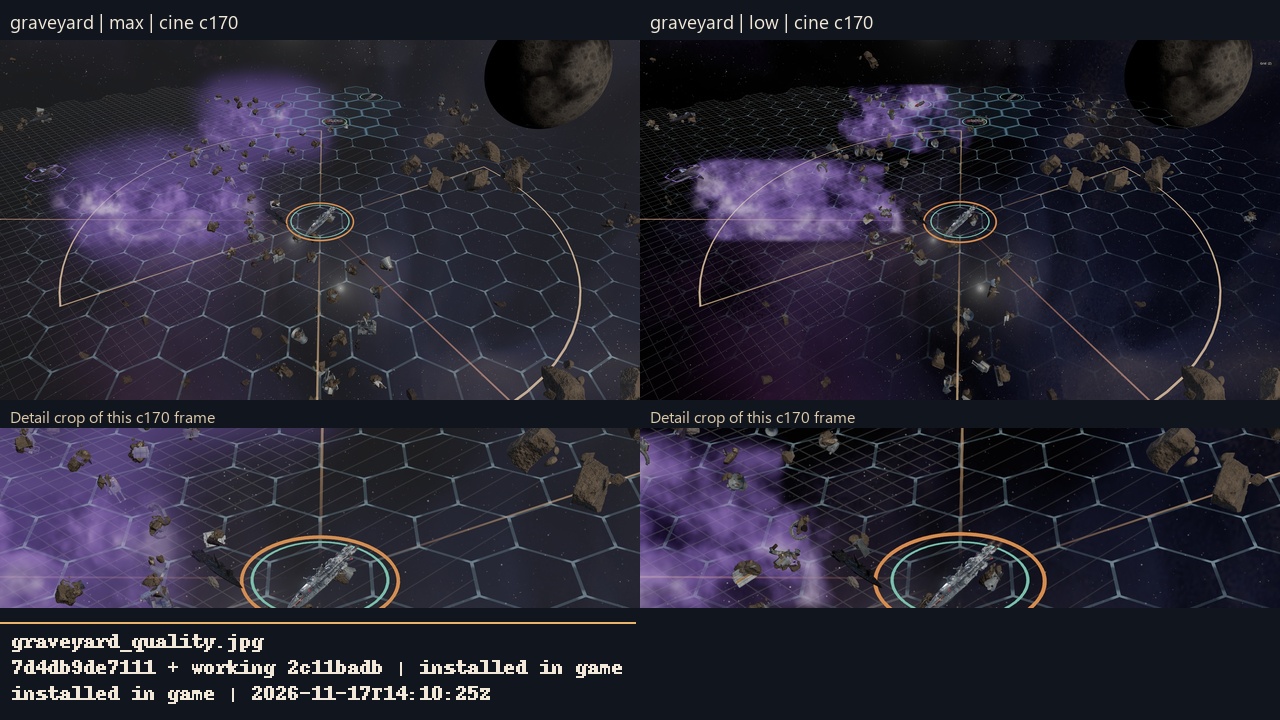 graveyard | max | cine c170
graveyard | low | cine c170
Detail crop of this c170 frame
Detail crop of this c170 frame
graveyard_quality.jpg
7d4db9de7111 + working 2c11badb | installed in game
installed in game | 2026-11-17T14:10:25Z